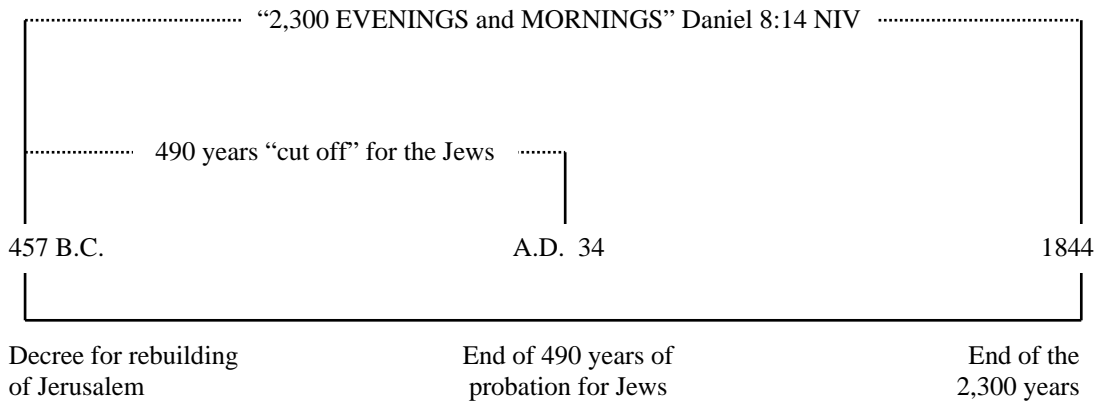 “2,300 EVENINGS and MORNINGS” Daniel 8:14 NIV
490 years “cut off” for the Jews
457 B.C.
A.D. 34
1844
Decree for rebuilding
of Jerusalem
End of 490 years of
probation for Jews
End of the
2,300 years